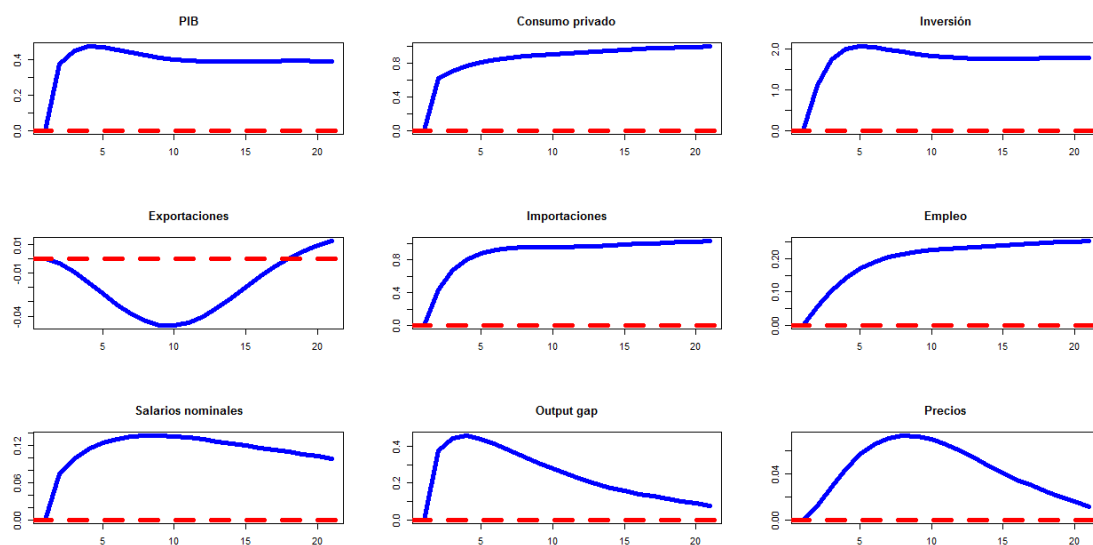 PIB
Consumo privado
Inversión
0.0 0.2 0.4
5 10 15 20
0.0 0.4 0.8
5 10 15 20
0.0 1.0 2.0
5 10 15 20
Exportaciones
Importaciones
Empleo
-0.04 -0.01 0.01
5 10 15 20
0.0 0.4 0.8
5 10 15 20
0.00 0.10 0.20
5 10 15 20
Salarios nominales
Output gap
Precios
0.00 0.04 0.08 0.12
5 10 15 20
0.0 0.2 0.4
5 10 15 20
0.00 0.04
5 10 15 20